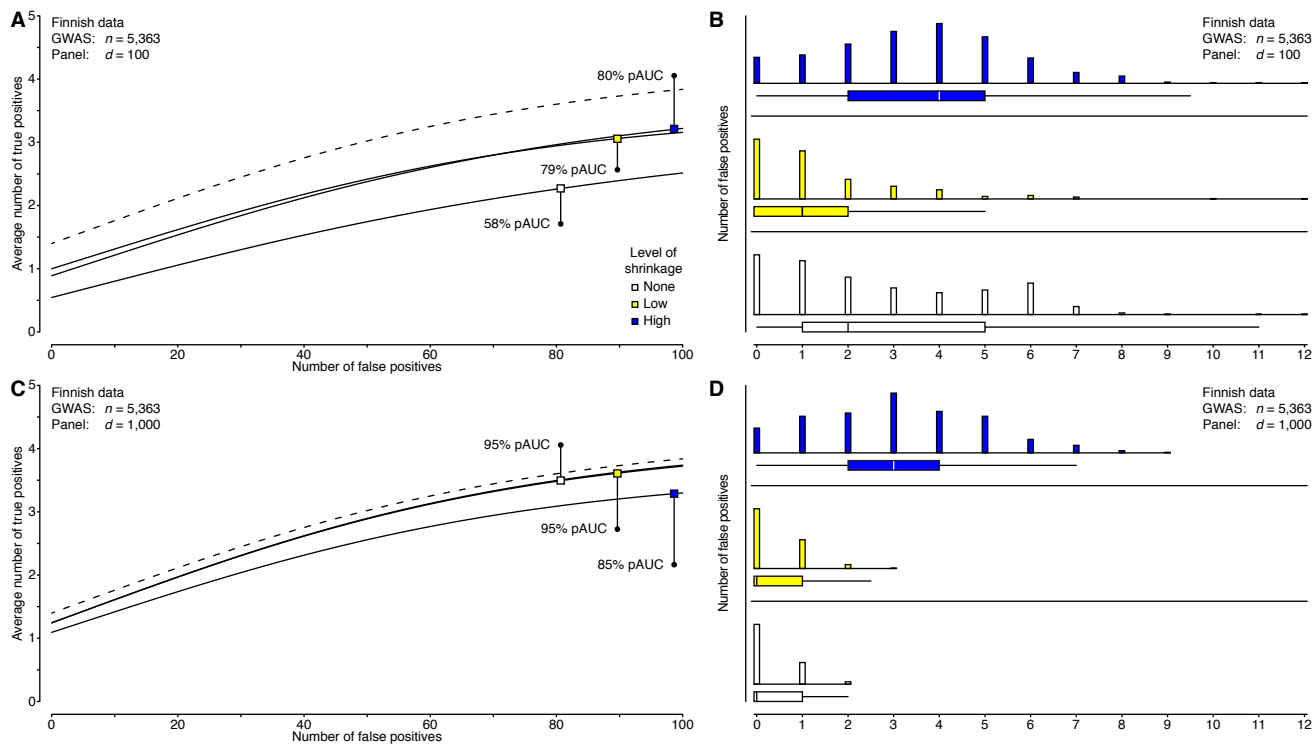 A
Finnish data
GWAS: n = 5,363
Panel: d = 100
Average number of true positives
5
4
3
2
1
0
80% pAUC
79% pAUC
58% pAUC
Level of
shrinkage
None
Low
High
0 20 40 60 80 100
Number of false positives
B
Finnish data
GWAS: n = 5,363
Panel: d = 100
Number of false positives
0 1 2 3 4 5 6 7 8 9 10 11 12
C
Finnish data
GWAS: n = 5,363
Panel: d = 1,000
Average number of true positives
5
4
3
2
1
0
95% pAUC
95% pAUC
85% pAUC
0 20 40 60 80 100
Number of false positives
D
Finnish data
GWAS: n = 5,363
Panel: d = 1,000
Number of false positives
0 1 2 3 4 5 6 7 8 9 10 11 12